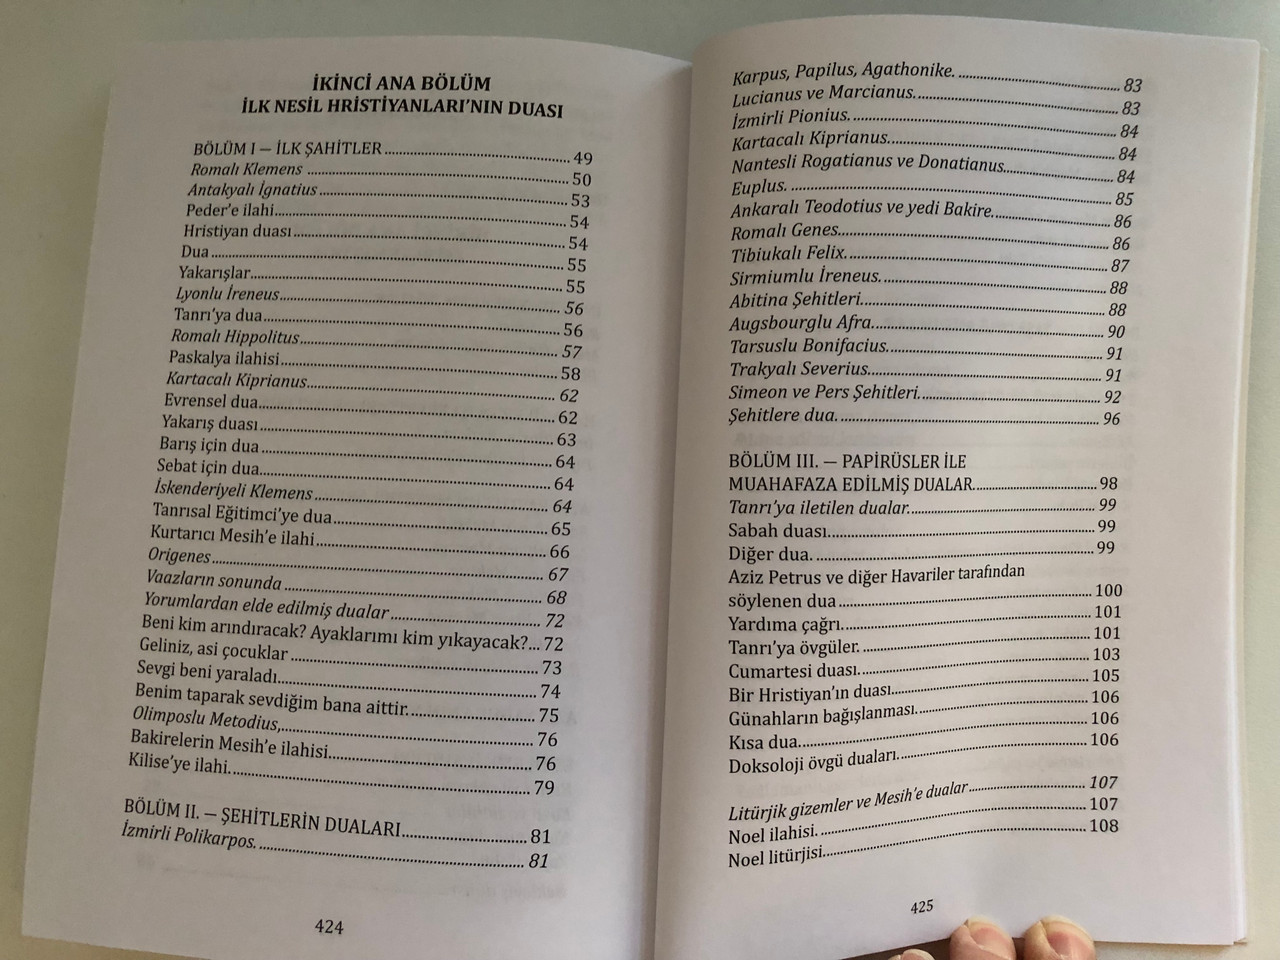 İKİNCİ ANA BÖLÜM
İLK NESİL HRİSTİYANLARI'NIN DUASI
BÖLÜM I — İLK ŞAHİTLER 49
Romalı Klemens 50
Antakyalı İgnatius 53
Peder'e ilahi 54
Hristiyan duası 54
Dua 55
Yakarışlar 55
Lyonlu İreneus 56
Tanrı'ya dua 56
Romalı Hippolitus 57
Paskalya ilahisi 58
Kartacalı Kiprianus 62
Evrensel dua 62
Yakarış duası 63
Barış için dua 64
Sebat için dua 64
İskenderiyeli Klemens 64
Tanrısal Eğitimci'ye dua 65
Kurtarıcı Mesih'e ilahi 66
Origenes 67
Vaazların sonunda 68
Yorumlardan elde edilmiş dualar 72
Beni kim arındıracak? Ayaklarımı kim yıkayacak?... 72
Geliniz, asi çocuklar 73
Sevgi beni yaraladı 74
Benim taparak sevdiğim bana aittir. 75
Olimposlu Metodius, 76
Bakirelerin Mesih'e ilahisi 76
Kilise'ye ilahi. 79
BÖLÜM II. — ŞEHİTLERİN DUALARI 81
İzmirli Polikarpos. 81
424
Karpus, Papilus, Agathonike. 83
Lucianus ve Marcianus. 83
İzmirli Pionius. 84
Kartacalı Kiprianus. 84
Nantesli Rogatianus ve Donatianus. 84
Euplus. 85
Ankaralı Teodotius ve yedi Bakire. 86
Romalı Genes. 86
Tibiukalı Felix. 87
Sirmiumlu İreneus. 88
Abitina Şehitleri. 88
Augsbourglu Afra. 90
Tarsuslu Bonifacius. 91
Trakyalı Severius. 91
Simeon ve Pers Şehitleri. 92
Şehitlere dua. 96
BÖLÜM III. — PAPİRÜSLER İLE
MUAHAFAZA EDİLMİŞ DUALAR. 98
Tanrı'ya iletilen dualar. 99
Sabah duası. 99
Diğer dua. 99
Aziz Petrus ve diğer Havariler tarafından
söylenen dua 100
Yardıma çağrı. 101
Tanrı'ya övgüler. 101
Cumartesi duası. 103
Bir Hristiyan'ın duası. 105
Günahların bağışlanması. 106
Kısa dua. 106
Doksoloji övgü duaları. 106
Litürjik gizemler ve Mesih'e dualar 107
Noel ilahisi. 107
Noel litürjisi. 108
425